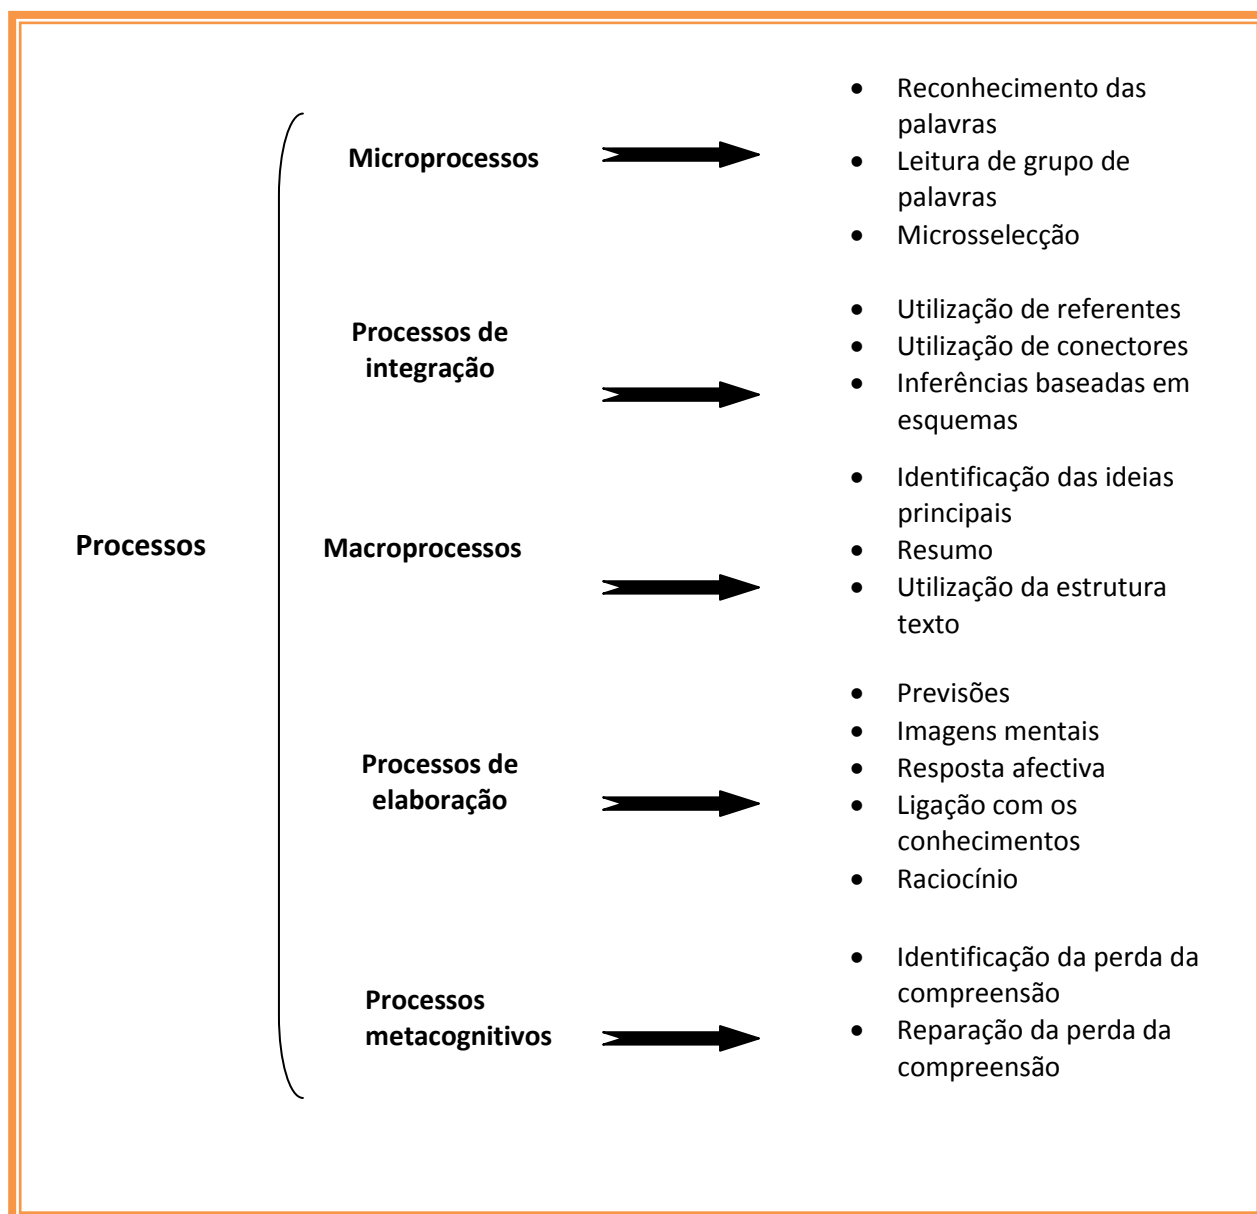 Processos
Microprocessos
Reconhecimento das
palavras
Leitura de grupo de
palavras
Microsselecção
Processos de
integração
Utilização de referentes
Utilização de conectores
Inferências baseadas em
esquemas
Macroprocessos
Identificação das ideias
principais
Resumo
Utilização da estrutura
texto
Processos de
elaboração
Previsões
Imagens mentais
Resposta afectiva
Ligação com os
conhecimentos
Raciocínio
Processos
metacognitivos
Identificação da perda da
compreensão
Reparação da perda da
compreensão